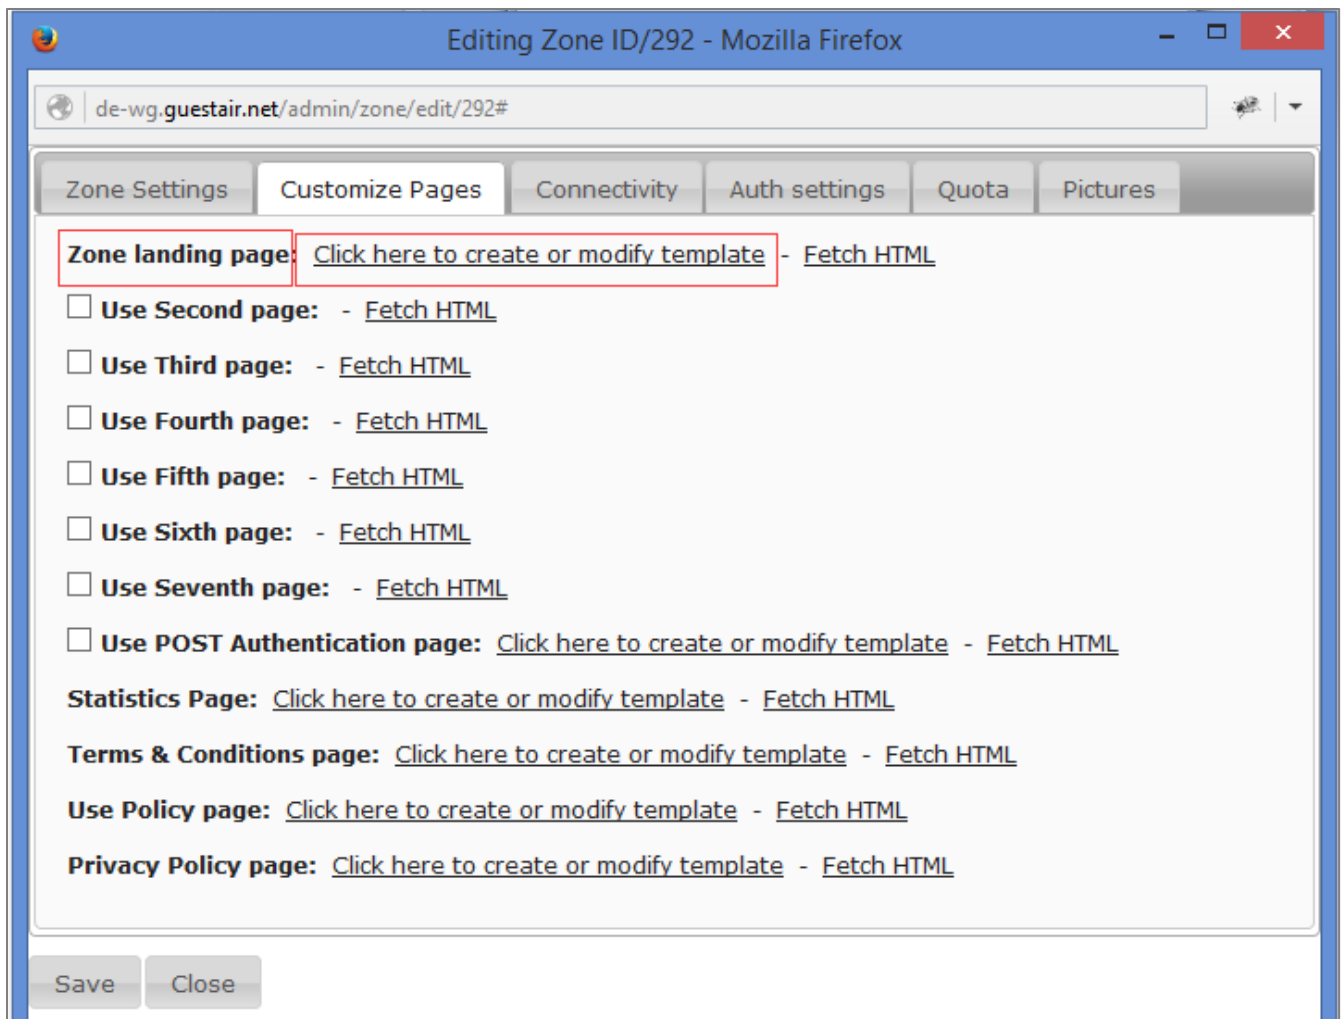 Editing Zone ID/292 - Mozilla Firefox
de-wg.guestair.net/admin/zone/edit/292#
Zone Settings Customize Pages Connectivity Auth settings Quota Pictures
Zone landing page: Click here to create or modify template - Fetch HTML
Use Second page: - Fetch HTML
Use Third page: - Fetch HTML
Use Fourth page: - Fetch HTML
Use Fifth page: - Fetch HTML
Use Sixth page: - Fetch HTML
Use Seventh page: - Fetch HTML
Use POST Authentication page: Click here to create or modify template - Fetch HTML
Statistics Page: Click here to create or modify template - Fetch HTML
Terms & Conditions page: Click here to create or modify template - Fetch HTML
Use Policy page: Click here to create or modify template - Fetch HTML
Privacy Policy page: Click here to create or modify template - Fetch HTML
Save Close